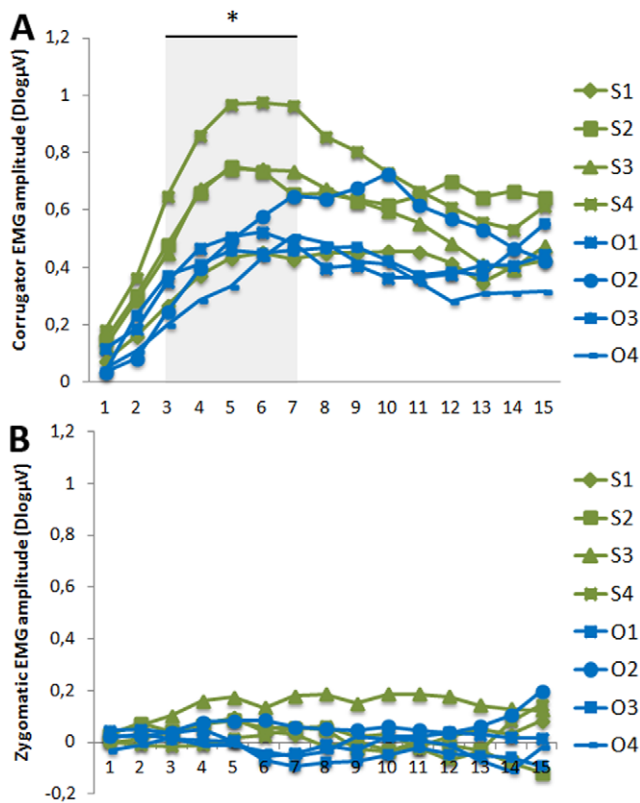 A
*
Corrugator EMG amplitude (DlogµV)
1,2
1
0,8
0,6
0,4
0,2
0
1 2 3 4 5 6 7 8 9 10 11 12 13 14 15
S1
S2
S3
S4
O1
O2
O3
O4
B
Zygomatic EMG amplitude (DlogµV)
1,2
1
0,8
0,6
0,4
0,2
0
-0,2
1 2 3 4 5 6 7 8 9 10 11 12 13 14 15
S1
S2
S3
S4
O1
O2
O3
O4